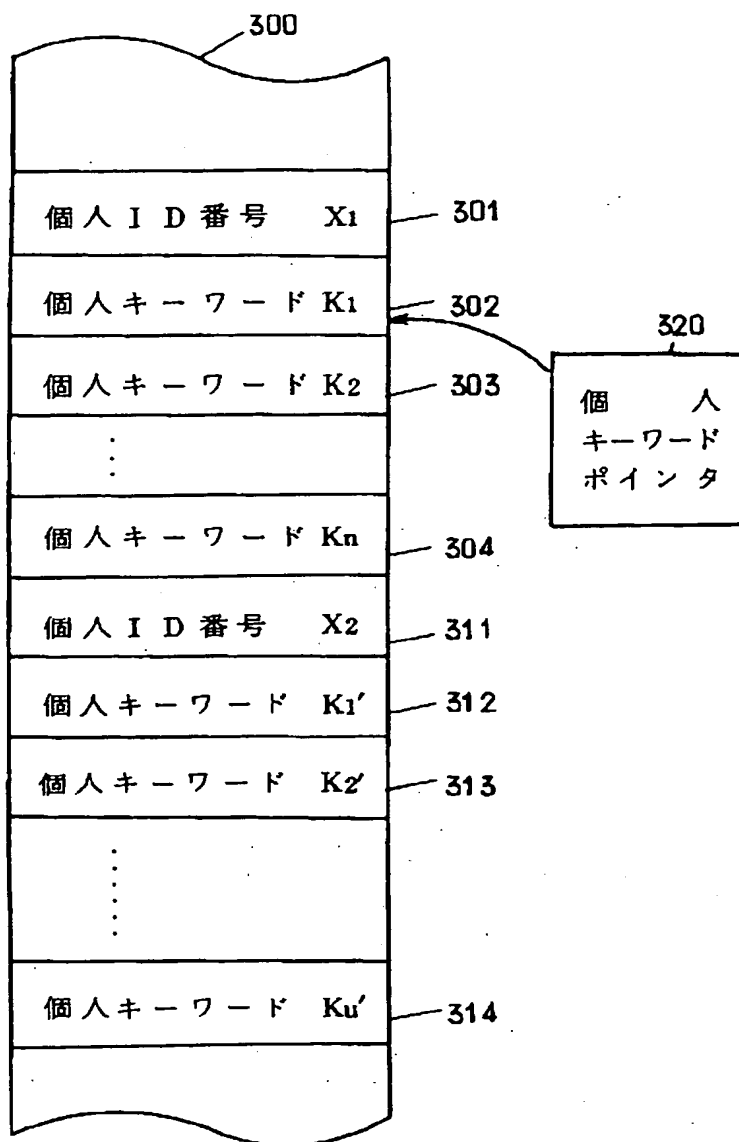 300
個人ID番号 X1
301
個人キーワード K1
302
320
個人キーワード K2
303
個人
キーワード
ポインタ
個人キーワード Kn
304
個人ID番号 X2
311
個人キーワード K1′
312
個人キーワード K2′
313
個人キーワード Ku′
314